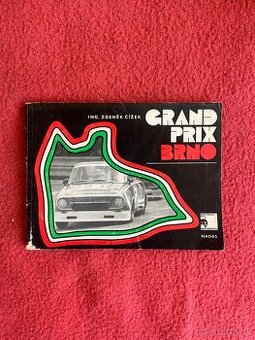 ING. ZDENĚK ČÍŽEK
GRAND
PRIX
BRNO
NADAS